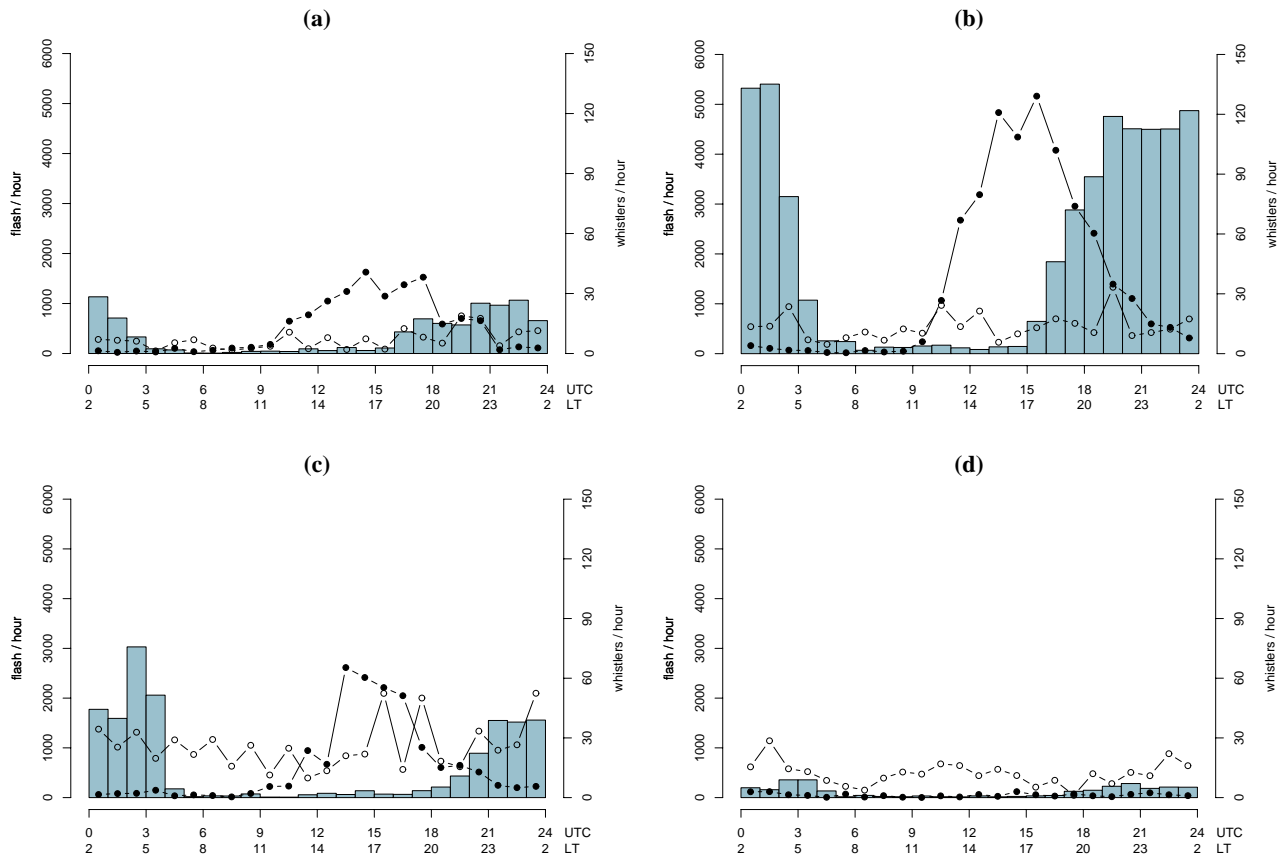 (a)
0 1000 2000 3000 4000 5000 6000
flash / hour
0 30 60 90 120 150
whistlers / hour
0 3 6 9 12 15 18 21 24 UTC
2 5 8 11 14 17 20 23 2 LT
(b)
0 1000 2000 3000 4000 5000 6000
flash / hour
0 30 60 90 120 150
whistlers / hour
0 3 6 9 12 15 18 21 24 UTC
2 5 8 11 14 17 20 23 2 LT
(c)
0 1000 2000 3000 4000 5000 6000
flash / hour
0 30 60 90 120 150
whistlers / hour
0 3 6 9 12 15 18 21 24 UTC
2 5 8 11 14 17 20 23 2 LT
(d)
0 1000 2000 3000 4000 5000 6000
flash / hour
0 30 60 90 120 150
whistlers / hour
0 3 6 9 12 15 18 21 24 UTC
2 5 8 11 14 17 20 23 2 LT